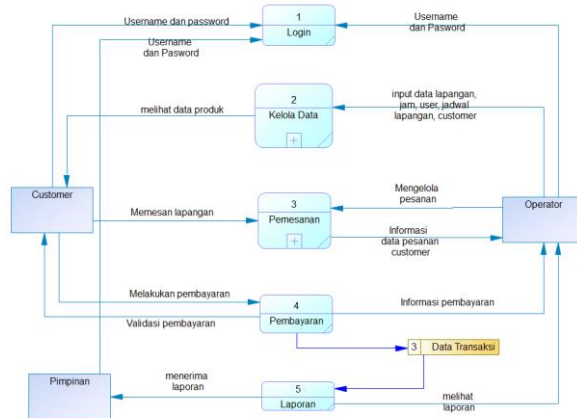 Username dan password
1
Login
Username
dan Pasword
Username
dan Pasword
melihat data produk
2
Kelola Data
input data lapangan,
jam, user, jadwal
lapangan, customer
Customer
Memesan lapangan
3
Pemesanan
Mengelola
pesanan
Informasi
data pesanan
customer
Operator
Melakukan pembayaran
Validasi pembayaran
4
Pembayaran
Informasi pembayaran
3 Data Transaksi
Pimpinan
menerima
laporan
5
Laporan
melihat
laporan